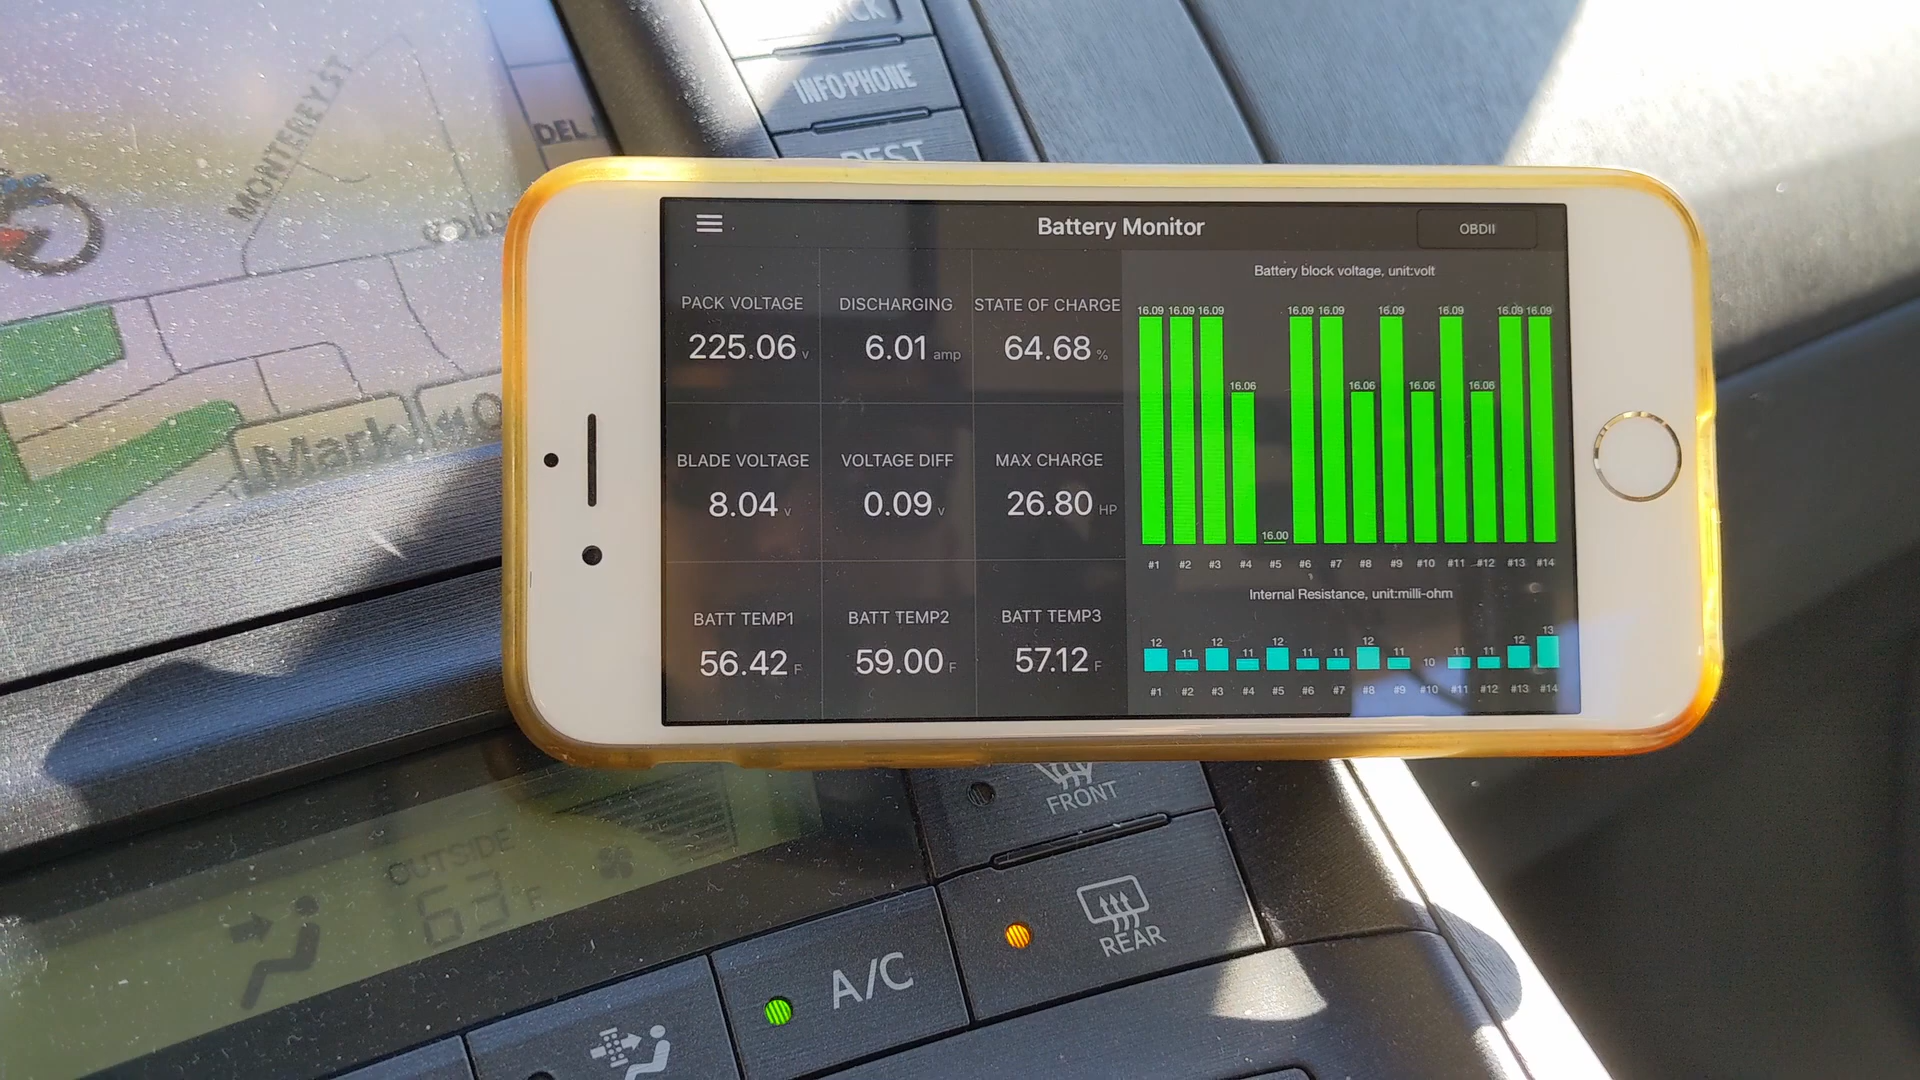 INFO·PHONE
DEST
DEL
MONTEREY ST
Mark
OUTSIDE
63 F
FRONT
REAR
A/C
Battery Monitor
OBDII
PACK VOLTAGE
225.06 v
DISCHARGING
6.01 amp
STATE OF CHARGE
64.68 %
BLADE VOLTAGE
8.04 v
VOLTAGE DIFF
0.09 v
MAX CHARGE
26.80 HP
BATT TEMP1
56.42 F
BATT TEMP2
59.00 F
BATT TEMP3
57.12 F
Battery block voltage, unit:volt
16.09 16.09 16.09 16.06 16.00 16.09 16.09 16.06 16.09 16.06 16.09 16.06 16.09 16.09
#1 #2 #3 #4 #5 #6 #7 #8 #9 #10 #11 #12 #13 #14
Internal Resistance, unit:milli-ohm
12 11 12 11 12 11 11 12 11 10 11 11 12 13
#1 #2 #3 #4 #5 #6 #7 #8 #9 #10 #11 #12 #13 #14